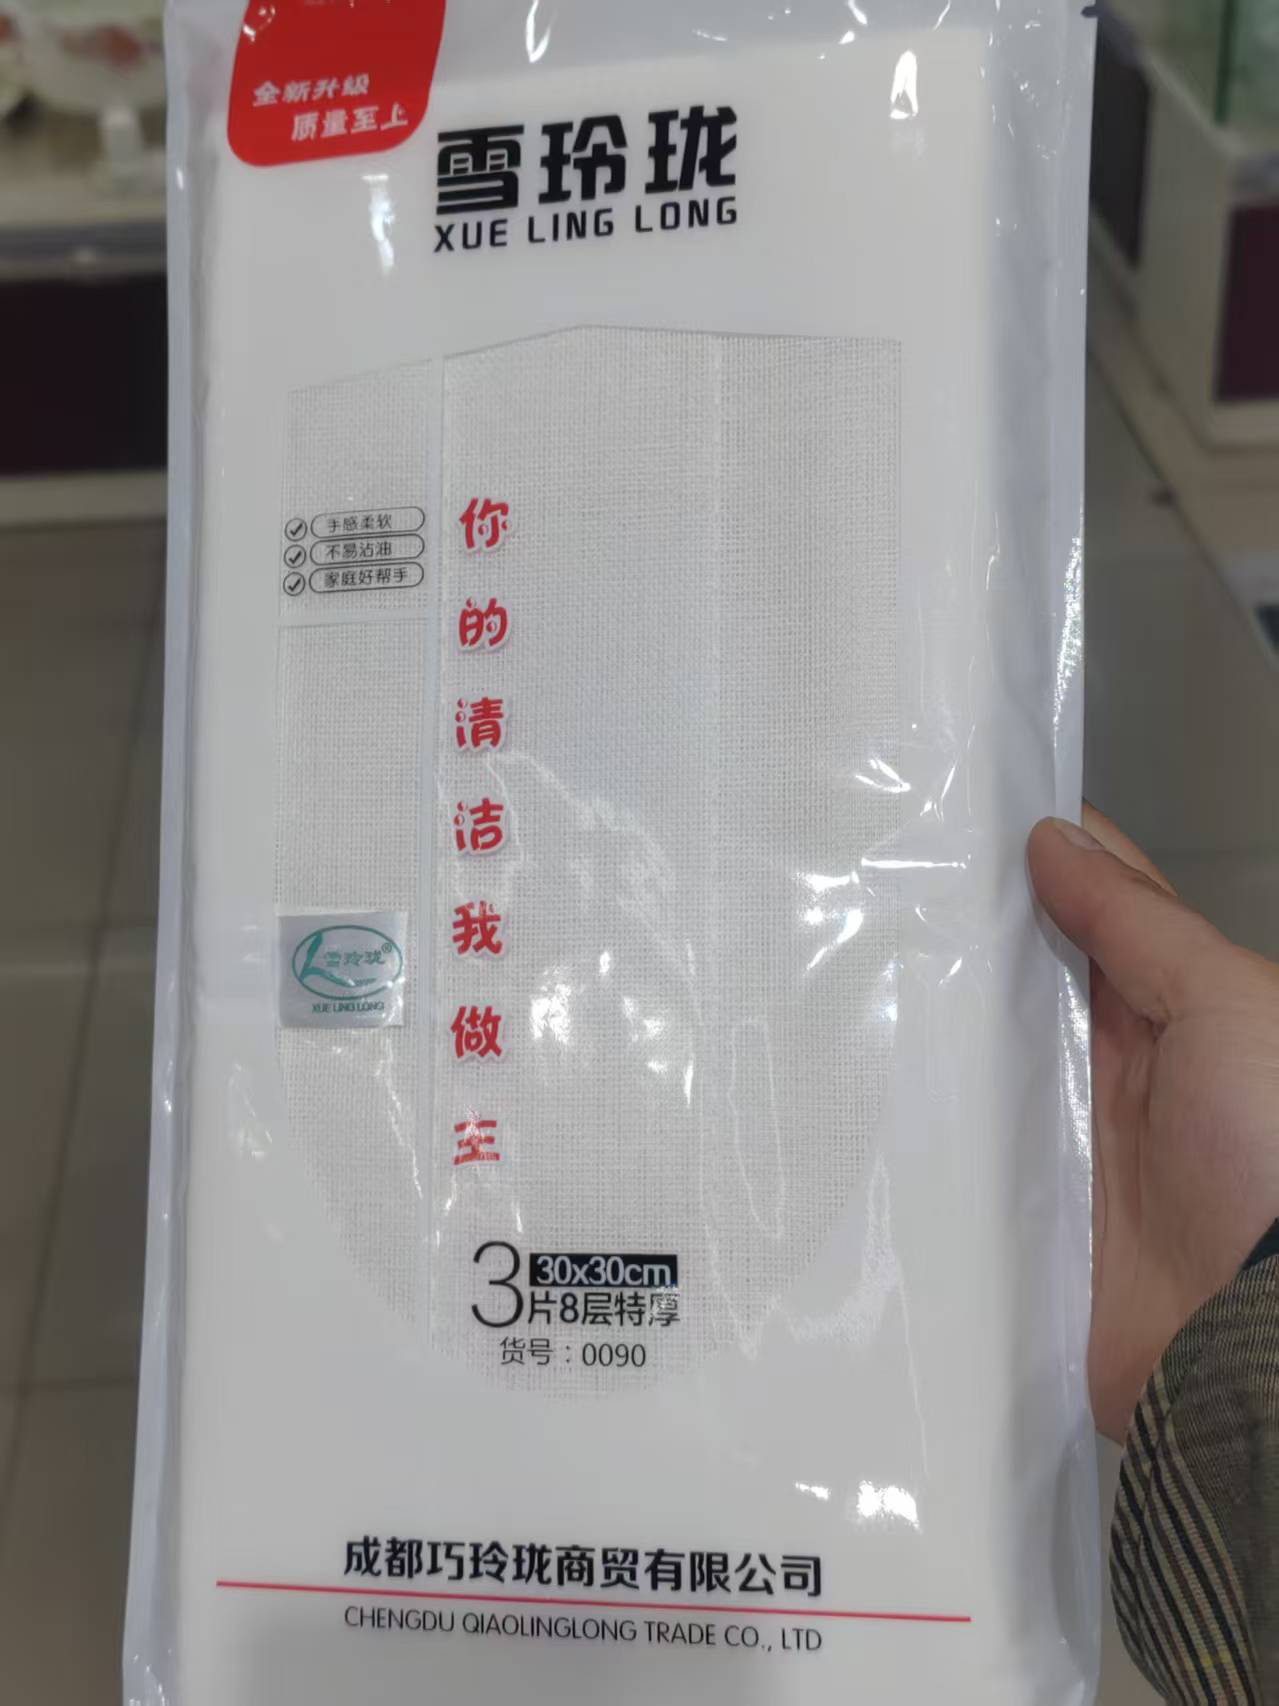 全新升级
质量至上
雪玲珑
XUE LING LONG
手感柔软
不易沾油
家庭好帮手
你的清洁我做主
雪玲珑®
XUE LING LONG
30x30cm
3片8层特厚
货号：0090
成都巧玲珑商贸有限公司
CHENGDU QIAOLINGLONG TRADE CO., LTD